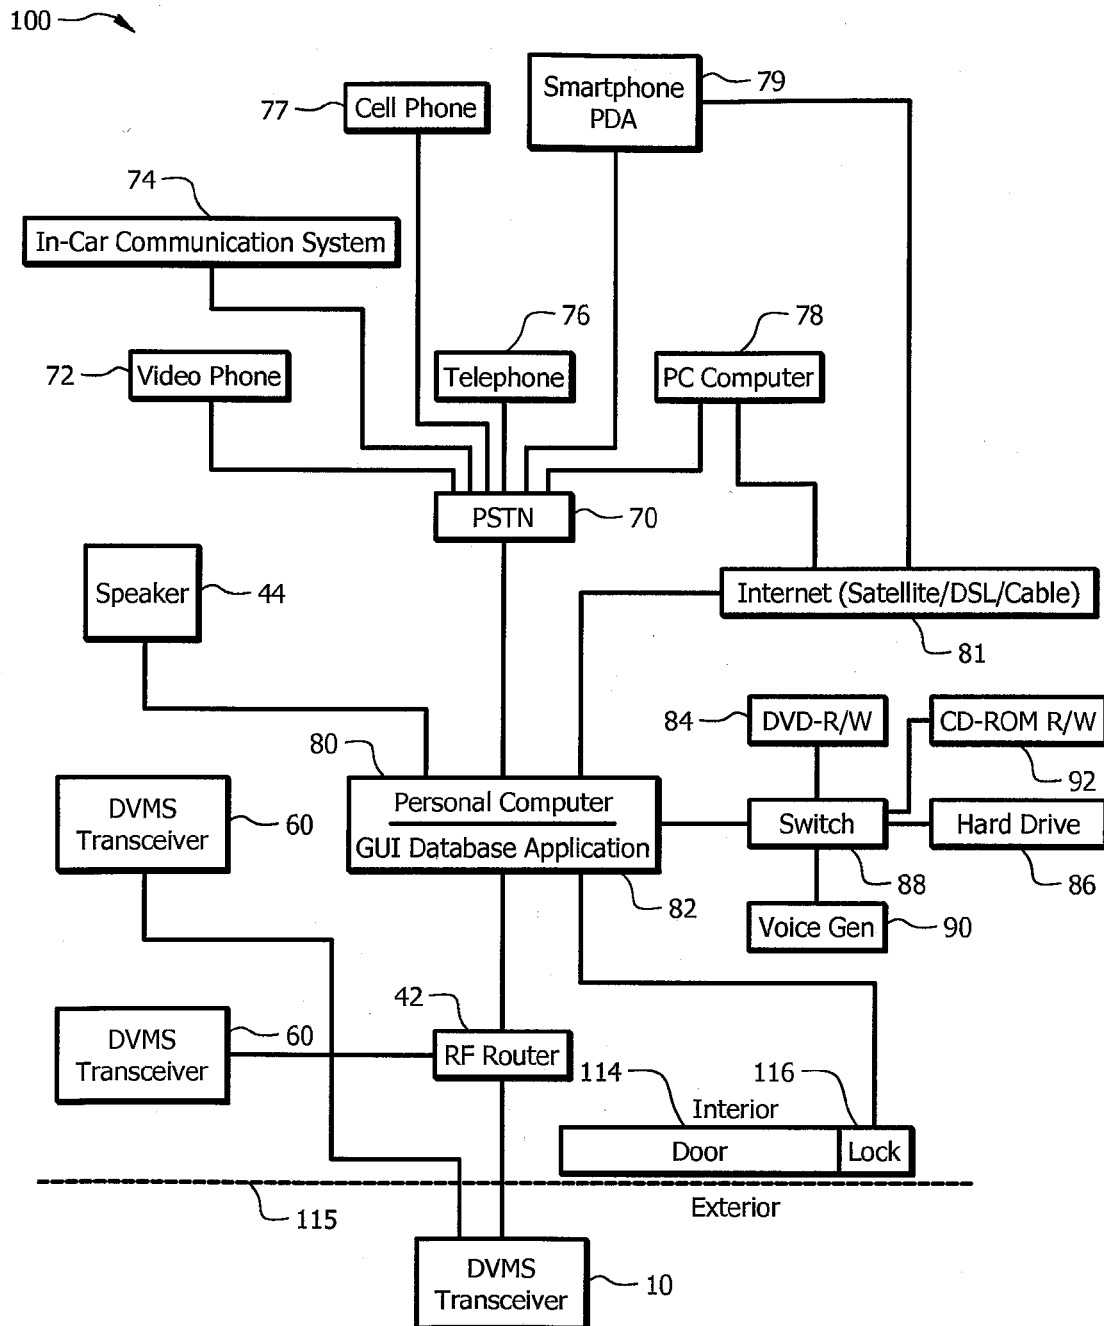 100
77
Cell Phone
Smartphone
PDA
79
74
In-Car Communication System
72
Video Phone
76
Telephone
78
PC Computer
PSTN
70
Speaker
44
Internet (Satellite/DSL/Cable)
81
84
DVD-R/W
CD-ROM R/W
92
80
Personal Computer
GUI Database Application
82
Switch
88
Hard Drive
86
Voice Gen
90
DVMS
Transceiver
60
DVMS
Transceiver
60
42
RF Router
114
Interior
116
Door
Lock
115
Exterior
DVMS
Transceiver
10